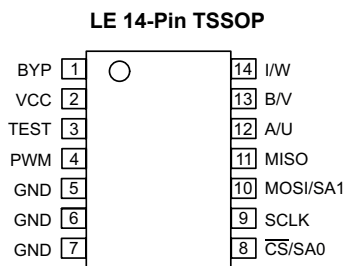 LE 14-Pin TSSOP
BYP 1 14 I/W
VCC 2 13 B/V
TEST 3 12 A/U
PWM 4 11 MISO
GND 5 10 MOSI/SA1
GND 6 9 SCLK
GND 7 8 C̅S̅/SA0